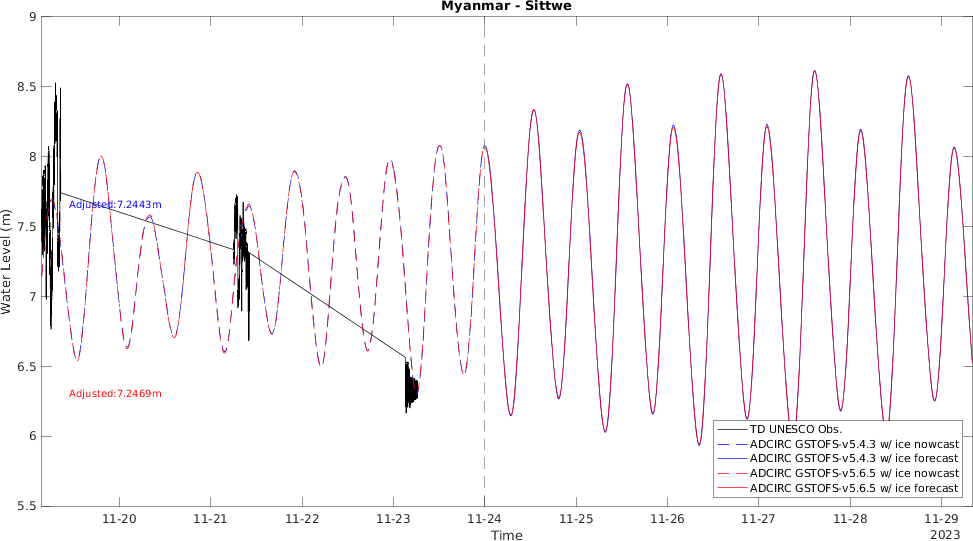 Myanmar - Sittwe
Water Level (m)
9
8.5
8
7.5
7
6.5
6
5.5
Adjusted:7.2443m
Adjusted:7.2469m
TD UNESCO Obs.
ADCIRC GSTOFS-v5.4.3 w/ ice nowcast
ADCIRC GSTOFS-v5.4.3 w/ ice forecast
ADCIRC GSTOFS-v5.6.5 w/ ice nowcast
ADCIRC GSTOFS-v5.6.5 w/ ice forecast
11-20 11-21 11-22 11-23 11-24 11-25 11-26 11-27 11-28 11-29
Time
2023